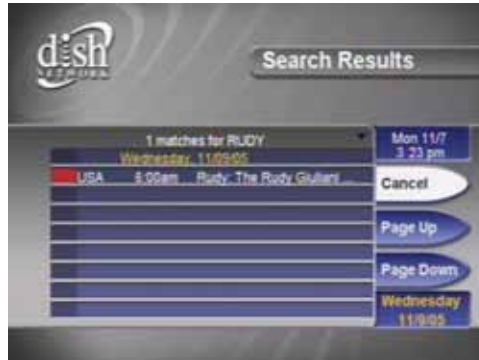 dish
NETWORK
Search Results
1 matches for RUDY
Wednesday, 11/09/05
USA 6:00am Rudy: The Rudy Giuliani ...
Mon 11/7
3:23 pm
Cancel
Page Up
Page Down
Wednesday
11/9/05